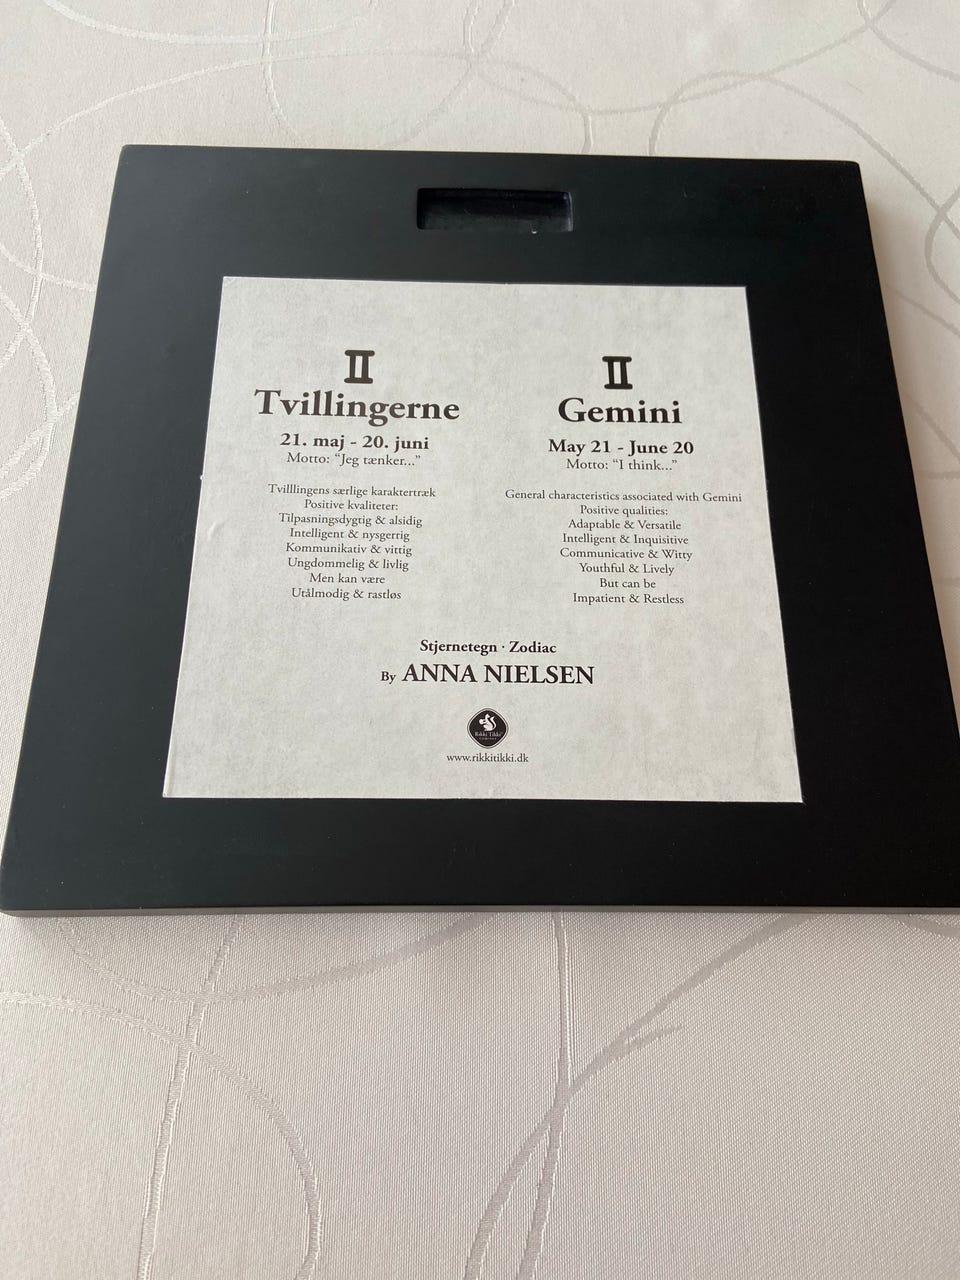 Tvillingerne
21. maj - 20. juni
Motto: “Jeg tænker...”
Tvilllingens særlige karaktertræk
Positive kvaliteter:
Tilpasningsdygtig & alsidig
Intelligent & nysgerrig
Kommunikativ & vittig
Ungdommelig & livlig
Men kan være
Utålmodig & rastløs
Gemini
May 21 - June 20
Motto: “I think...”
General characteristics associated with Gemini
Positive qualities:
Adaptable & Versatile
Intelligent & Inquisitive
Communicative & Witty
Youthful & Lively
But can be
Impatient & Restless
Stjernetegn · Zodiac
By ANNA NIELSEN
Rikki Tikki
COMPANY
www.rikkitikki.dk